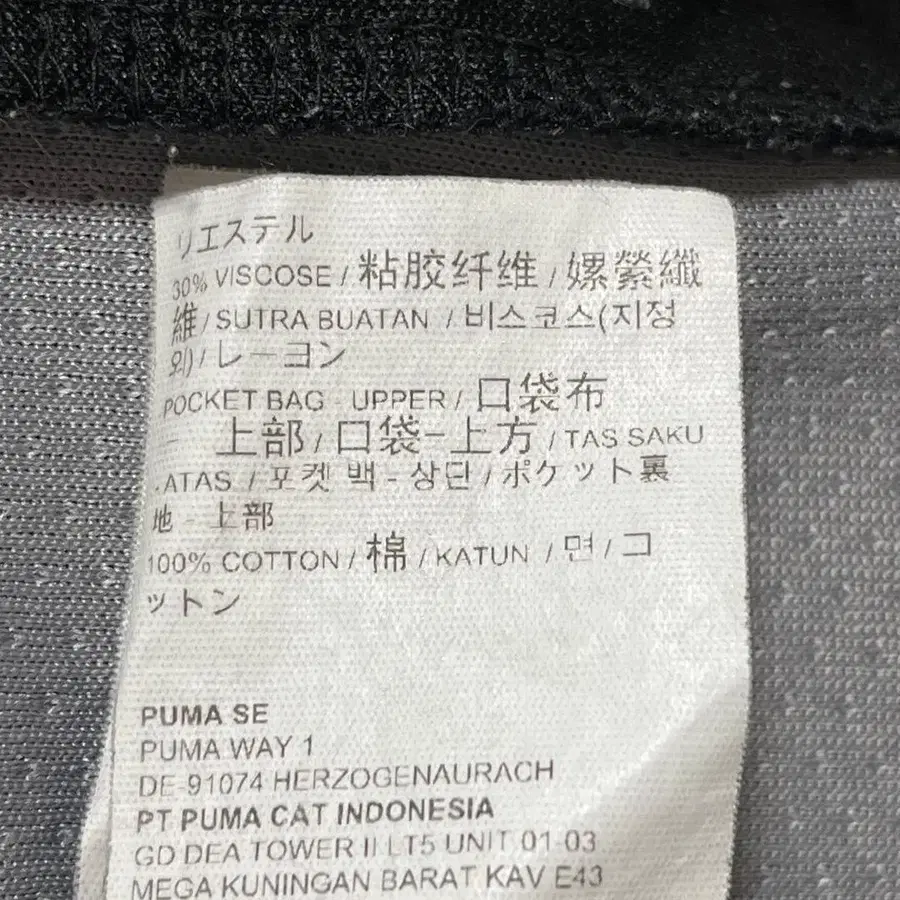 リエステル
30% VISCOSE / 粘胶纤维 / 嫘縈纖
維 / SUTRA BUATAN / 비스코스(지정
외) / レーヨン
POCKET BAG - UPPER / 口袋布
- 上部 / 口袋-上方 / TAS SAKU
ATAS / 포켓 백 - 상단 / ポケット裏
地 - 上部
100% COTTON / 棉 / KATUN / 면 / コ
ットン
PUMA SE
PUMA WAY 1
DE-91074 HERZOGENAURACH
PT PUMA CAT INDONESIA
GD DEA TOWER II LT5 UNIT 01-03
MEGA KUNINGAN BARAT KAV E43